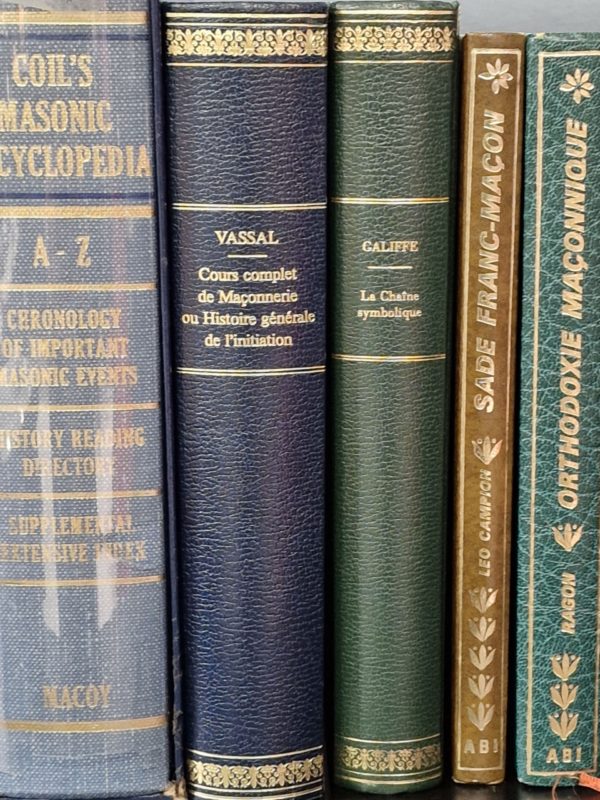 COIL'S
MASONIC
CYCLOPEDIA
A - Z
CHRONOLOGY
OF IMPORTANT
MASONIC EVENTS
HISTORY READING
DIRECTORY
SUPPLEMENTAL
EXTENSIVE INDEX
MACOY
VASSAL
Cours complet
de Maçonnerie
ou Histoire générale
de l'initiation
GALIFFE
La Chaîne
symbolique
LEO CAMPION SADE FRANC-MAÇON
ABI
RAGON ORTHODOXIE MAÇONNIQUE
ABI